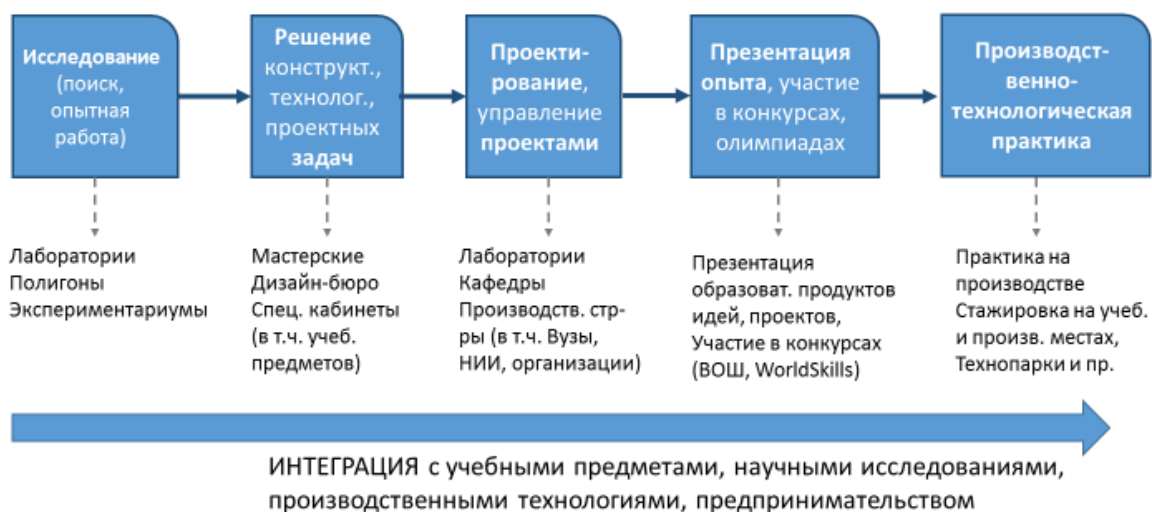 Исследование
(поиск,
опытная
работа)
Решение
конструкт.,
технолог.,
проектных
задач
Проекти-
рование,
управление
проектами
Презентация
опыта, участие
в конкурсах,
олимпиадах
Производст-
венно-
технологическая
практика
Лаборатории
Полигоны
Экспериментариумы
Мастерские
Дизайн-бюро
Спец. кабинеты
(в т.ч. учеб.
предметов)
Лаборатории
Кафедры
Производств. стр-
ры (в т.ч. Вузы,
НИИ, организации)
Презентация
образоват. продуктов
идей, проектов,
Участие в конкурсах
(ВОШ, WorldSkills)
Практика на
производстве
Стажировка на учеб.
и произв. местах,
Технопарки и пр.
ИНТЕГРАЦИЯ с учебными предметами, научными исследованиями,
производственными технологиями, предпринимательством